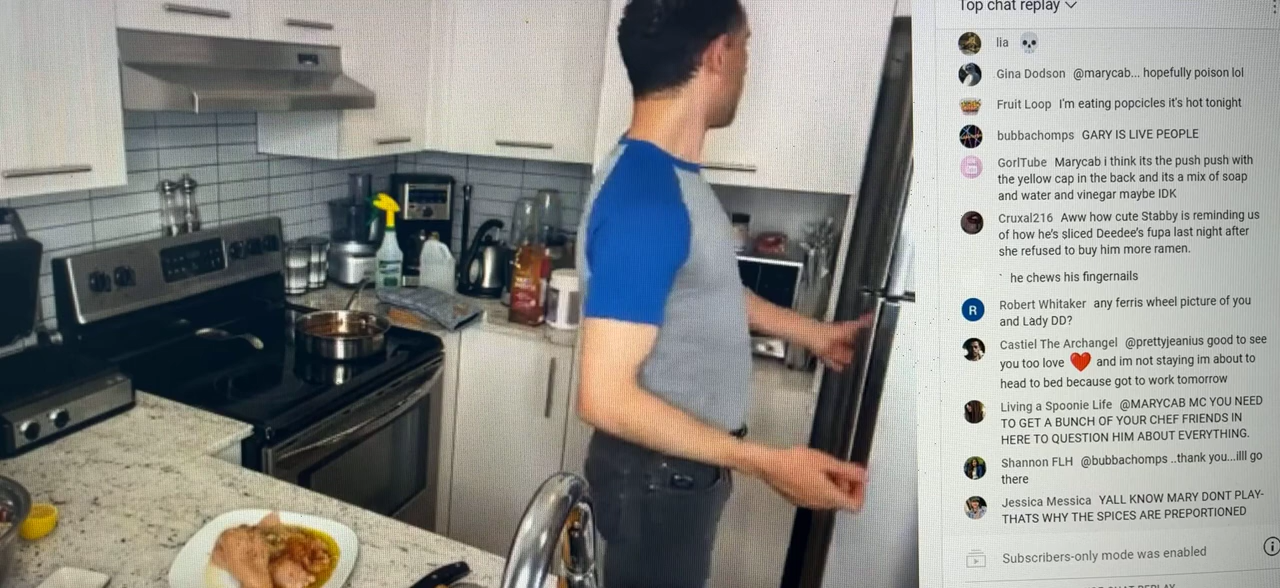 Top chat replay
lia 💀
Gina Dodson @marycab... hopefully poison lol
Fruit Loop I'm eating popcicles it's hot tonight
bubbachomps GARY IS LIVE PEOPLE
GorlTube Marycab i think its the push push with
the yellow cap in the back and its a mix of soap
and water and vinegar maybe IDK
Cruxal216 Aww how cute Stabby is reminding us
of how he's sliced Deedee's fupa last night after
she refused to buy him more ramen.
he chews his fingernails
R
Robert Whitaker any ferris wheel picture of you
and Lady DD?
Castiel The Archangel @prettyjeanius good to see
you too love ❤️ and im not staying im about to
head to bed because got to work tomorrow
Living a Spoonie Life @MARYCAB MC YOU NEED
TO GET A BUNCH OF YOUR CHEF FRIENDS IN
HERE TO QUESTION HIM ABOUT EVERYTHING.
Shannon FLH @bubbachomps ..thank you...illl go
there
Jessica Messica YALL KNOW MARY DONT PLAY-
THATS WHY THE SPICES ARE PREPORTIONED
Subscribers-only mode was enabled